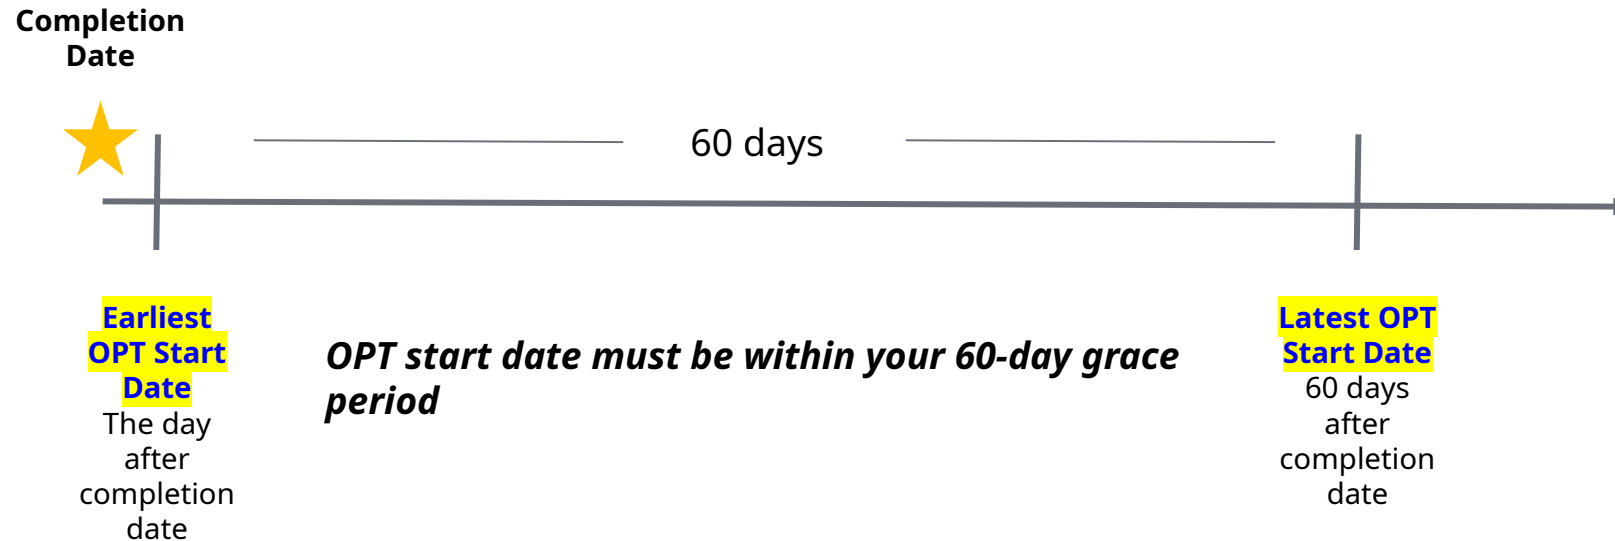 Completion
Date
60 days
Earliest
OPT Start
Date
The day
after
completion
date
OPT start date must be within your 60-day grace
period
Latest OPT
Start Date
60 days
after
completion
date